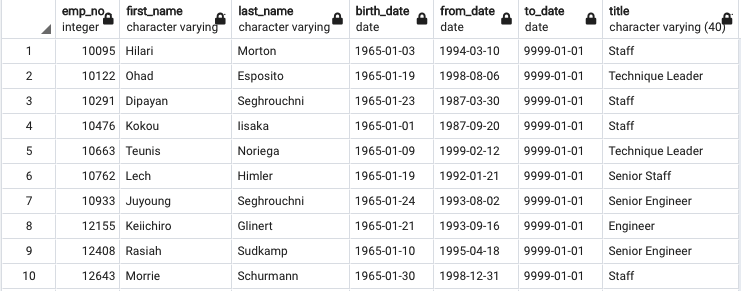 emp_no first_name last_name birth_date from_date to_date title
integer character varying character varying date date date character varying (40)
1 10095 Hilari Morton 1965-01-03 1994-03-10 9999-01-01 Staff
2 10122 Ohad Esposito 1965-01-19 1998-08-06 9999-01-01 Technique Leader
3 10291 Dipayan Seghrouchni 1965-01-23 1987-03-30 9999-01-01 Staff
4 10476 Kokou Iisaka 1965-01-01 1987-09-20 9999-01-01 Staff
5 10663 Teunis Noriega 1965-01-09 1999-02-12 9999-01-01 Technique Leader
6 10762 Lech Himler 1965-01-19 1992-01-21 9999-01-01 Senior Staff
7 10933 Juyoung Seghrouchni 1965-01-24 1993-08-02 9999-01-01 Senior Engineer
8 12155 Keiichiro Glinert 1965-01-21 1993-09-16 9999-01-01 Engineer
9 12408 Rasiah Sudkamp 1965-01-10 1995-04-18 9999-01-01 Senior Engineer
10 12643 Morrie Schurmann 1965-01-30 1998-12-31 9999-01-01 Staff